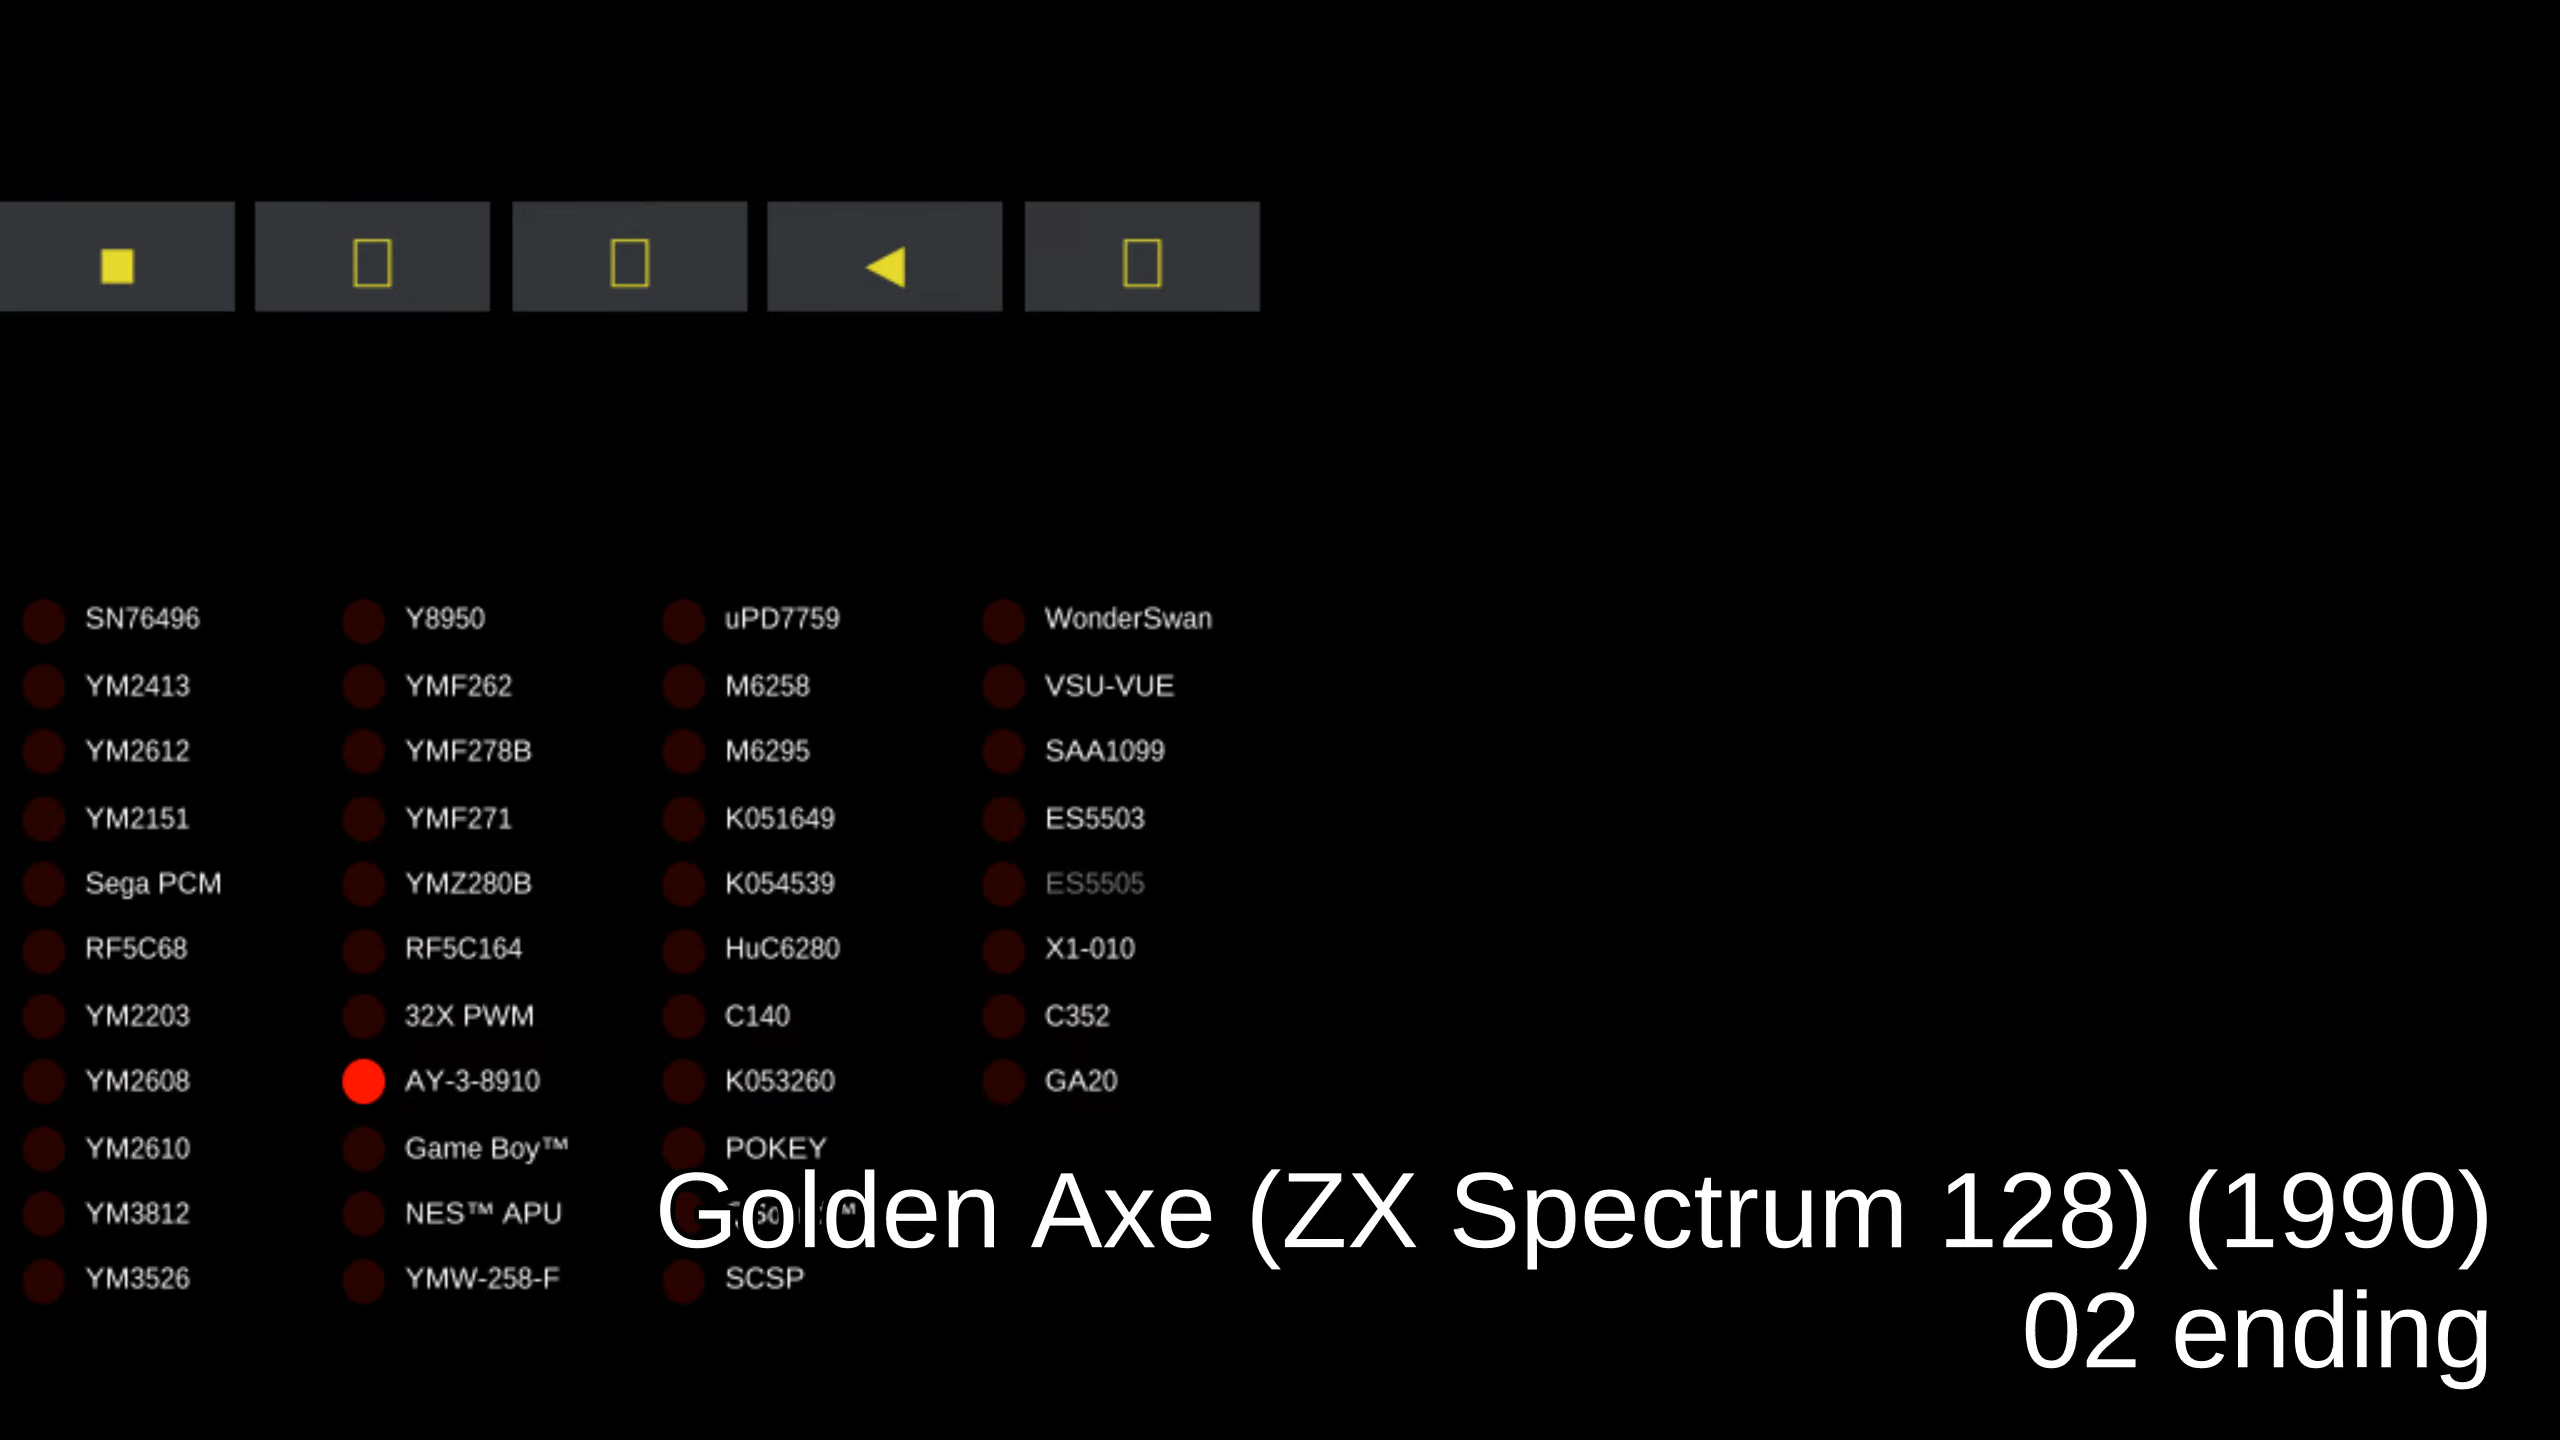 SN76496 Y8950 uPD7759 WonderSwan
YM2413 YMF262 M6258 VSU-VUE
YM2612 YMF278B M6295 SAA1099
YM2151 YMF271 K051649 ES5503
Sega PCM YMZ280B K054539 ES5505
RF5C68 RF5C164 HuC6280 X1-010
YM2203 32X PWM C140 C352
YM2608 AY-3-8910 K053260 GA20
YM2610 Game Boy™ POKEY
YM3812 NES™ APU
YM3526 YMW-258-F SCSP
Golden Axe (ZX Spectrum 128) (1990)
02 ending